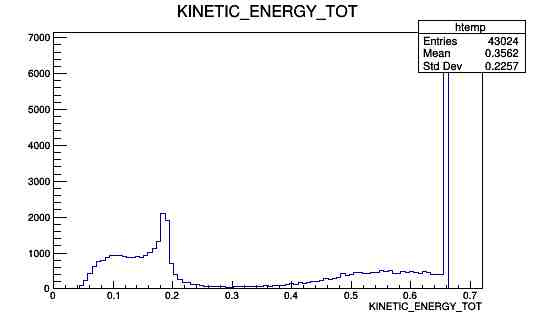 KINETIC_ENERGY_TOT
htemp
Entries 43024
Mean 0.3562
Std Dev 0.2257
7000
6000
5000
4000
3000
2000
1000
0
0 0.1 0.2 0.3 0.4 0.5 0.6 0.7
KINETIC_ENERGY_TOT